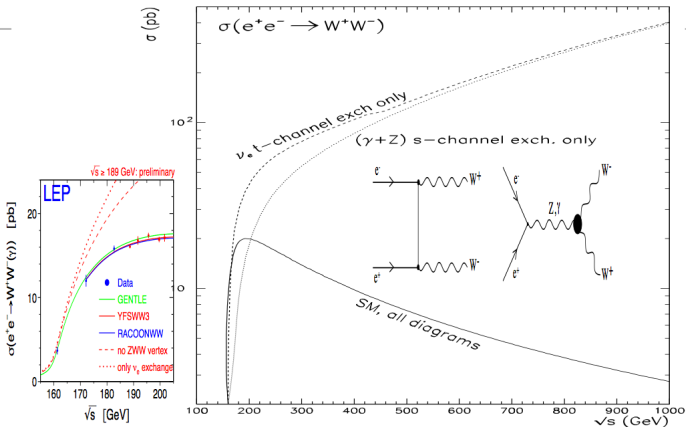 σ (pb)
σ(e⁺e⁻ ⟶ W⁺W⁻)
10²
10
νₑ t-channel exch only
(γ+Z) s-channel exch. only
e⁻
W⁺
e⁺
W⁻
e⁻
e⁺
Z,γ
W⁻
W⁺
SM, all diagrams
100 200 300 400 500 600 700 800 900 1000
√s (GeV)
√s ≥ 189 GeV: preliminary
LEP
σ(e⁺e⁻→W⁺W⁻(γ)) [pb]
20
10
0
Data
GENTLE
YFSWW3
RACOONWW
no ZWW vertex
only νₑ exchange
160 170 180 190 200
√s [GeV]